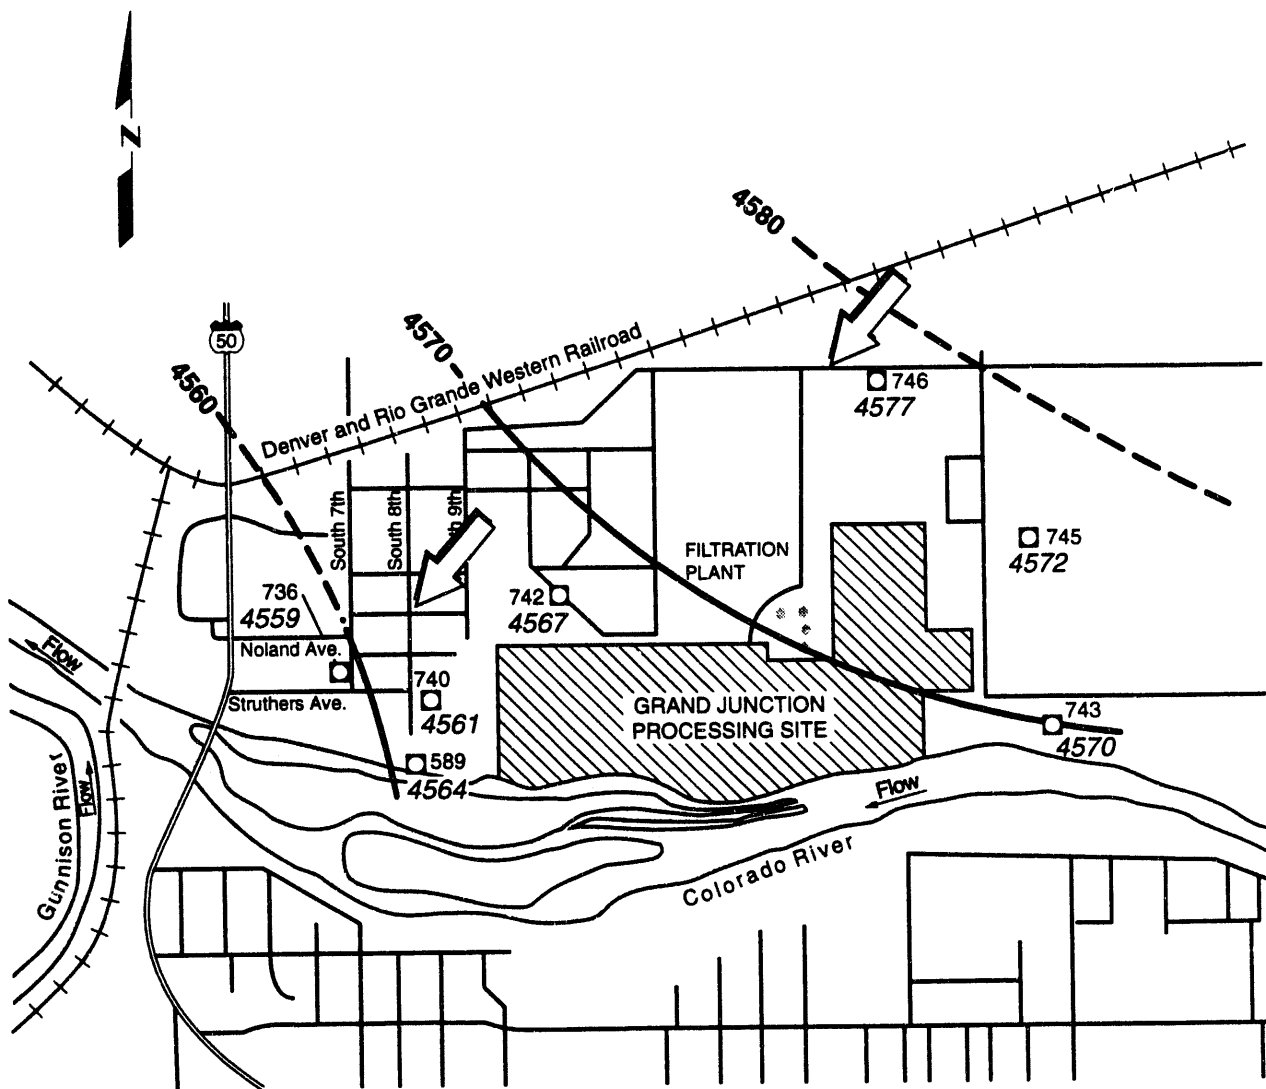 N
4580
50
4570
4560
Denver and Rio Grande Western Railroad
746
4577
South 7th
South 8th
th 9th
745
4572
FILTRATION
PLANT
736
4559
742
4567
Noland Ave.
Flow
740
4561
Struthers Ave.
GRAND JUNCTION
PROCESSING SITE
743
4570
589
4564
Flow
Flow
Gunnison River
Colorado River